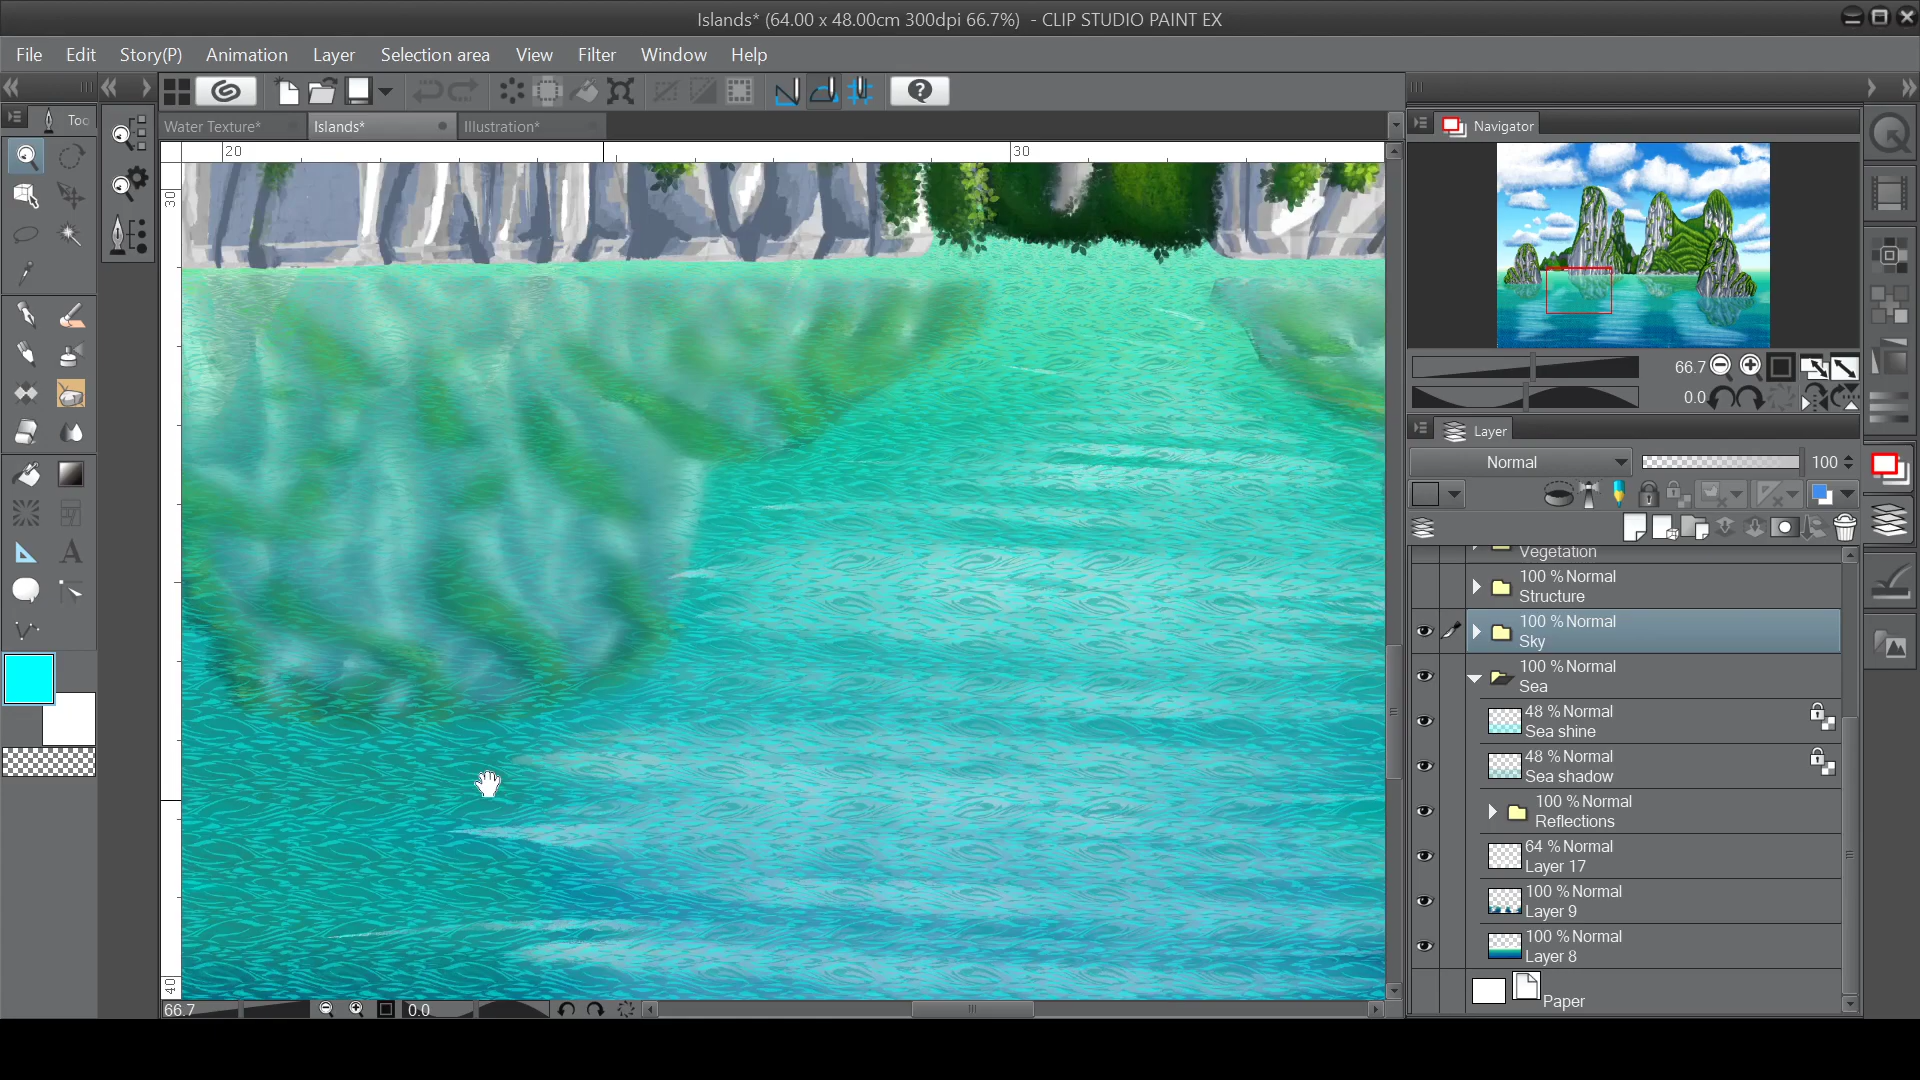 Islands* (64.00 x 48.00cm 300dpi 66.7%) - CLIP STUDIO PAINT EX
File Edit Story(P) Animation Layer Selection area View Filter Window Help
Too
Water Texture* Islands* Illustration*
20 30
30
40
66.7 0.0
Navigator
66.7
0.0
Layer
Normal 100
Vegetation
100 % Normal
Structure
100 % Normal
Sky
100 % Normal
Sea
48 % Normal
Sea shine
48 % Normal
Sea shadow
100 % Normal
Reflections
64 % Normal
Layer 17
100 % Normal
Layer 9
100 % Normal
Layer 8
Paper